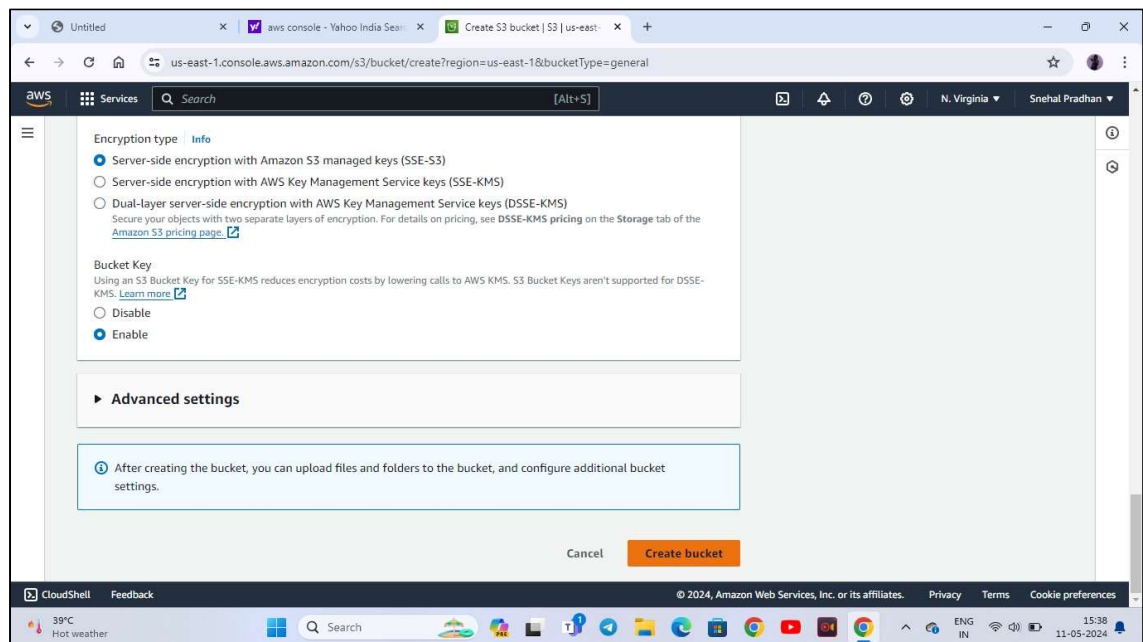 Untitled
aws console - Yahoo India Sear
Create S3 bucket | S3 | us-east-
us-east-1.console.aws.amazon.com/s3/bucket/create?region=us-east-1&bucketType=general
aws Services Search [Alt+S] N. Virginia Snehal Pradhan
Encryption type Info
Server-side encryption with Amazon S3 managed keys (SSE-S3)
Server-side encryption with AWS Key Management Service keys (SSE-KMS)
Dual-layer server-side encryption with AWS Key Management Service keys (DSSE-KMS)
Secure your objects with two separate layers of encryption. For details on pricing, see DSSE-KMS pricing on the Storage tab of the
Amazon S3 pricing page.
Bucket Key
Using an S3 Bucket Key for SSE-KMS reduces encryption costs by lowering calls to AWS KMS. S3 Bucket Keys aren't supported for DSSE-
KMS. Learn more
Disable
Enable
Advanced settings
After creating the bucket, you can upload files and folders to the bucket, and configure additional bucket
settings.
Cancel Create bucket
CloudShell Feedback © 2024, Amazon Web Services, Inc. or its affiliates. Privacy Terms Cookie preferences
39°C
Hot weather
Search
PRE
ENG
IN
15:38
11-05-2024